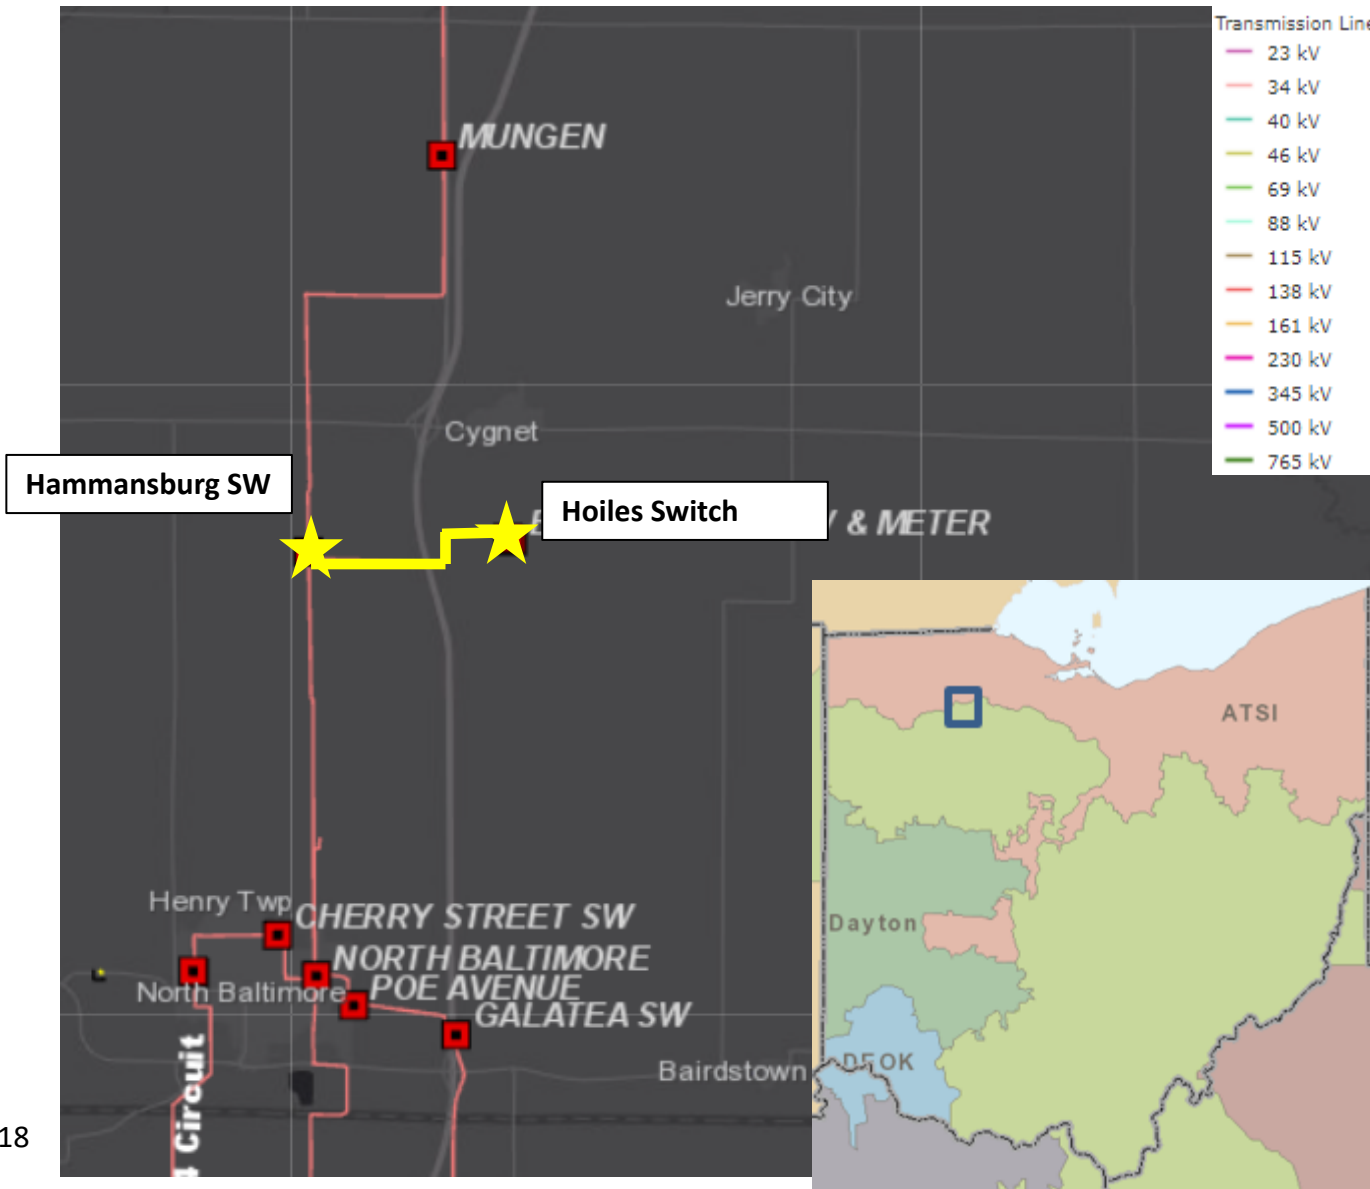 Transmission Line
23 kV
34 kV
40 kV
46 kV
69 kV
88 kV
115 kV
138 kV
161 kV
230 kV
345 kV
500 kV
765 kV
MUNGEN
Jerry City
Cygnet
Hammansburg SW
Hoiles Switch
& METER
ATSI
Dayton
DEOK
Henry Twp
CHERRY STREET SW
NORTH BALTIMORE
North Baltimore
POE AVENUE
GALATEA SW
Bairdstown
4 Circuit
18